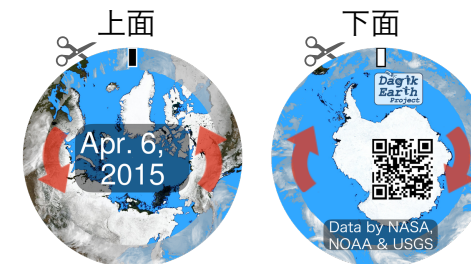 上面
下面
Apr. 6,
2015
Dagik
Earth
Project
Data by NASA,
NOAA & USGS